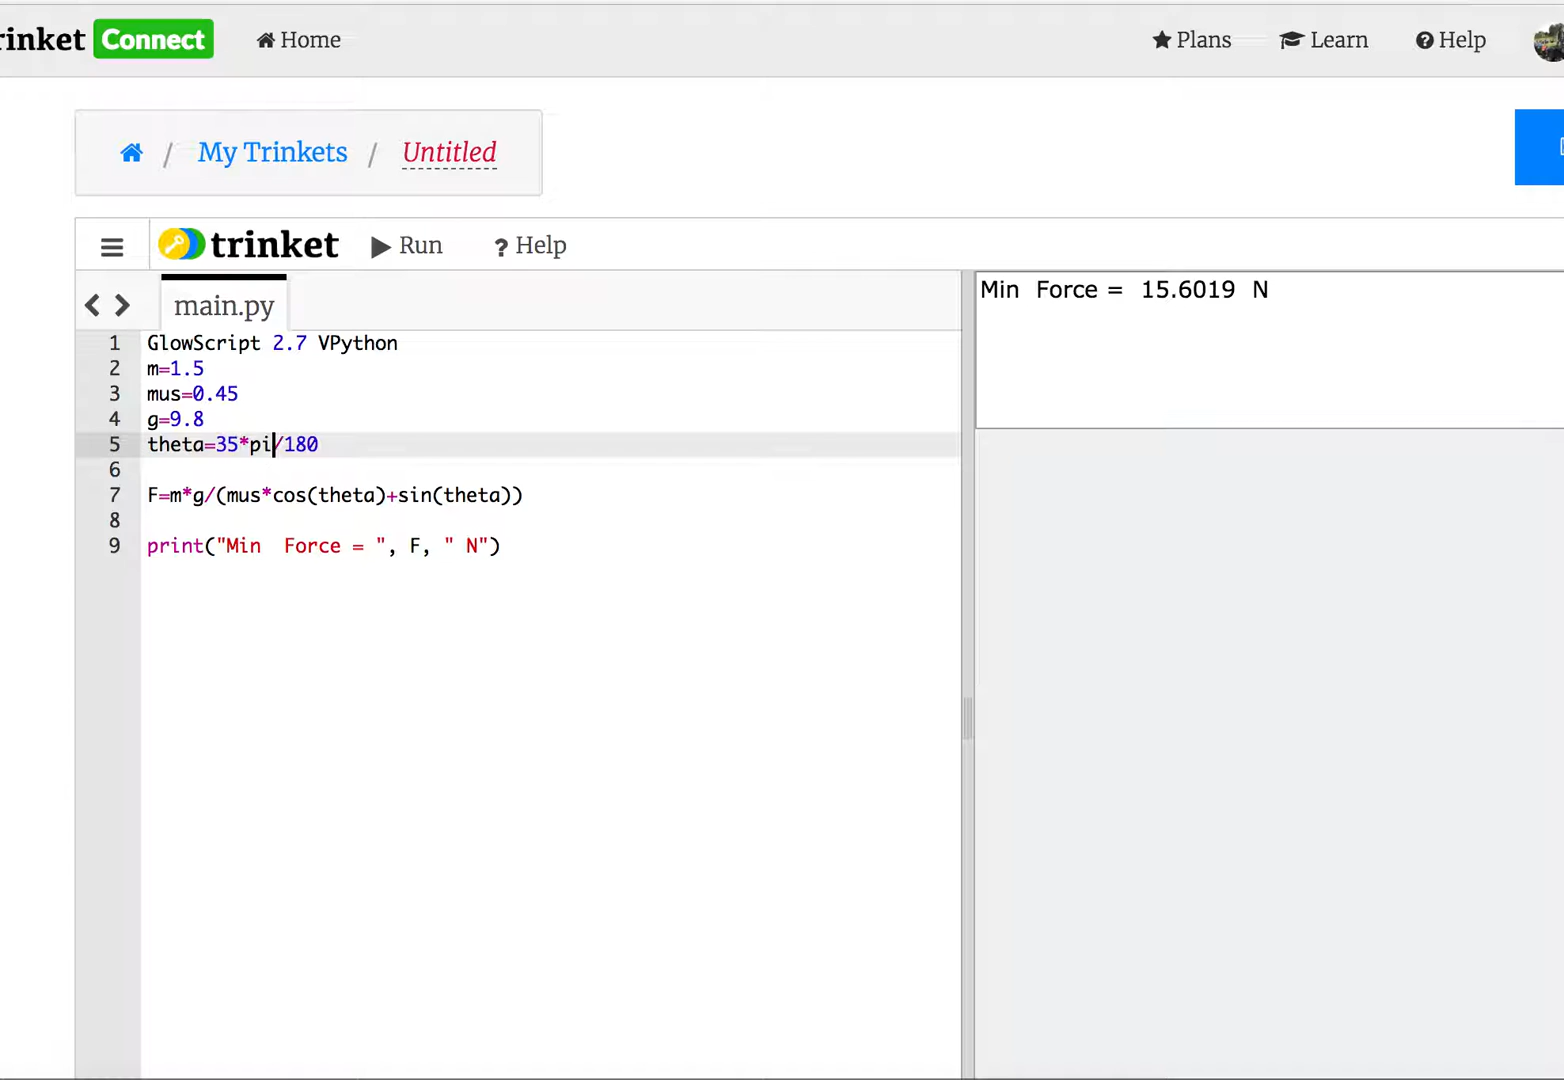 rinket Connect Home Plans Learn Help
/ My Trinkets / Untitled
trinket Run ? Help
main.py
Min  Force =  15.6019  N
1 GlowScript 2.7 VPython
2 m=1.5
3 mus=0.45
4 g=9.8
5 theta=35*pi/180
6
7 F=m*g/(mus*cos(theta)+sin(theta))
8
9 print("Min  Force = ", F, " N")